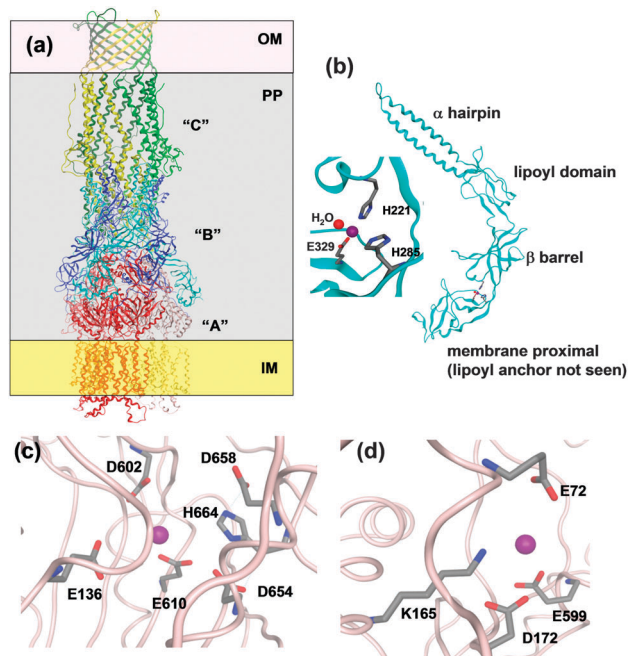 (a)
OM
PP
"C"
"B"
"A"
IM
(b)
α hairpin
lipoyl domain
β barrel
membrane proximal
(lipoyl anchor not seen)
H221
H₂O
E329
H285
(c)
D602
D658
H664
E136
E610
D654
(d)
E72
K165
E599
D172